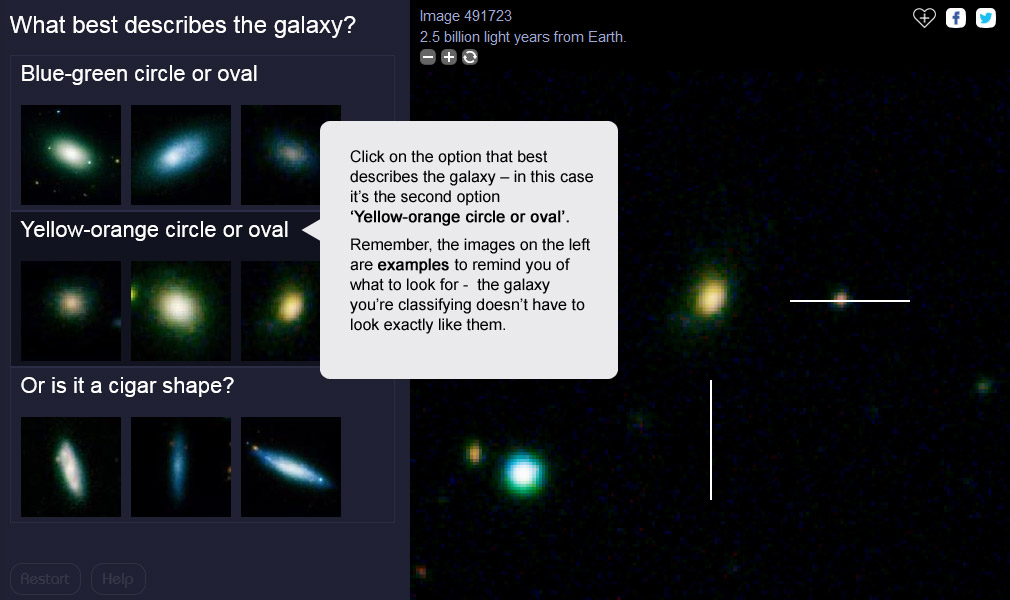 What best describes the galaxy?
Blue-green circle or oval
Yellow-orange circle or oval
Or is it a cigar shape?
Restart
Help
Image 491723
2.5 billion light years from Earth.
Click on the option that best
describes the galaxy – in this case
it’s the second option
‘Yellow-orange circle or oval’.
Remember, the images on the left
are examples to remind you of
what to look for -  the galaxy
you’re classifying doesn’t have to
look exactly like them.